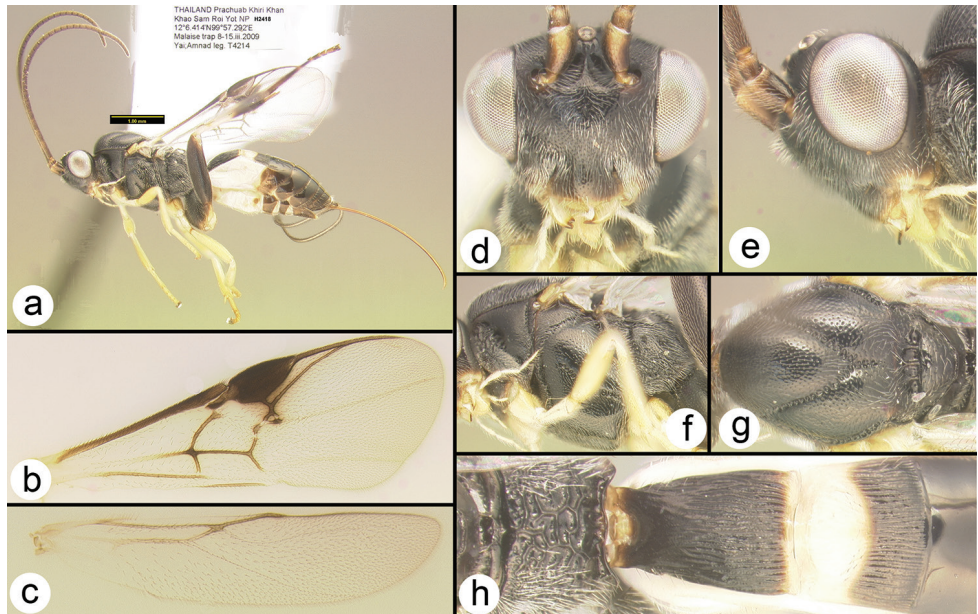 THAILAND Prachuab Khiri Khan
Khao Sarn Roi Yot NP H2418
12°6.414'N99°57.292'E
Malaise trap 8-15.iii.2009
Yai;Amnad leg. T4214
1.00 mm
a
b
c
d
e
f
g
h